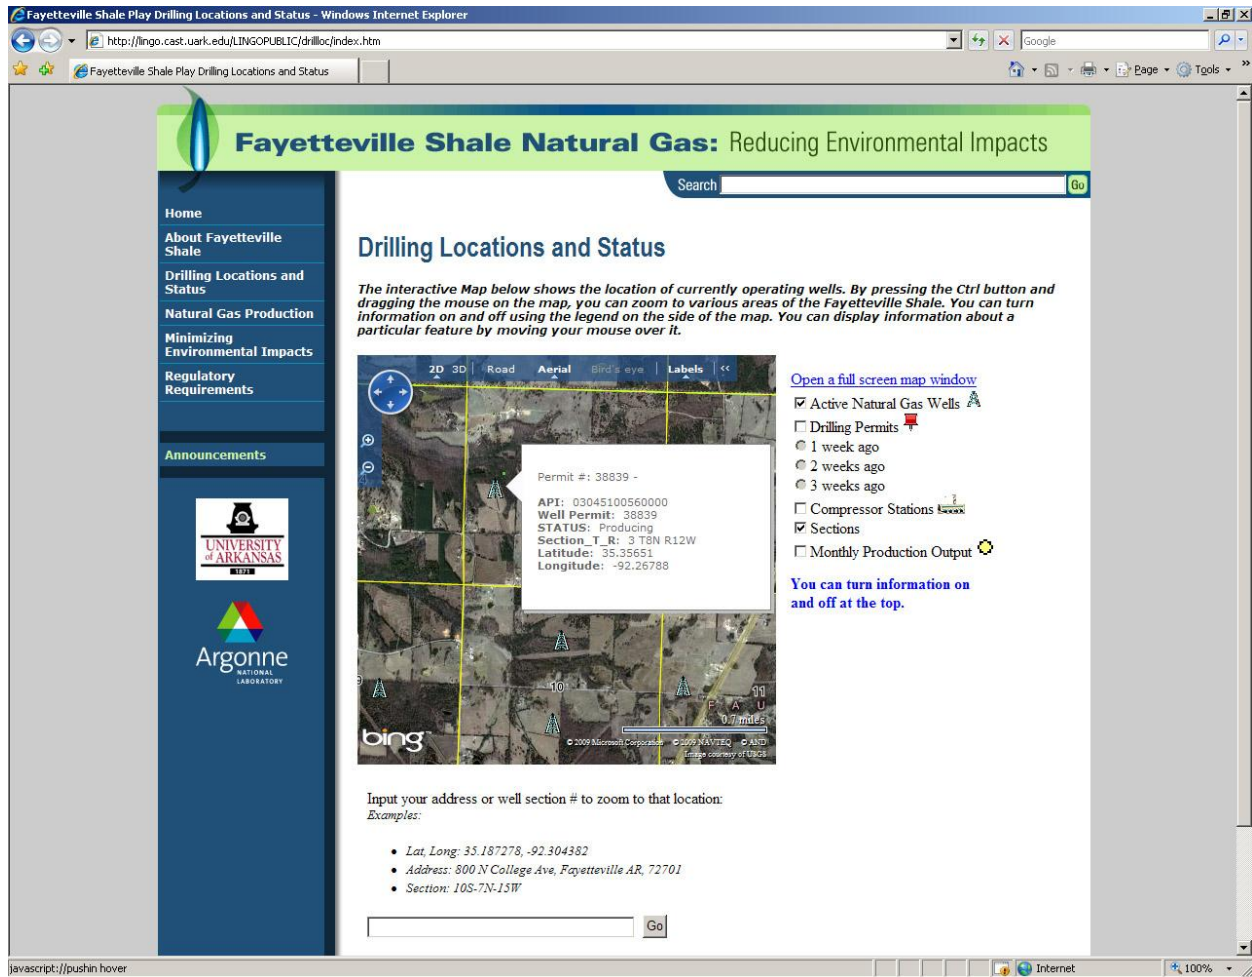 Fayetteville Shale Play Drilling Locations and Status - Windows Internet Explorer
http://lingo.cast.uark.edu/LINGOPUBLIC/drilloc/index.htm
Google
Fayetteville Shale Play Drilling Locations and Status
Page
Tools
Fayetteville Shale Natural Gas: Reducing Environmental Impacts
Search
Go
Home
About Fayetteville
Shale
Drilling Locations and
Status
Natural Gas Production
Minimizing
Environmental Impacts
Regulatory
Requirements
Announcements
UNIVERSITY
of ARKANSAS
1871
Argonne
NATIONAL
LABORATORY
Drilling Locations and Status
The interactive Map below shows the location of currently operating wells. By pressing the Ctrl button and
dragging the mouse on the map, you can zoom to various areas of the Fayetteville Shale. You can turn
information on and off using the legend on the side of the map. You can display information about a
particular feature by moving your mouse over it.
2D 3D Road Aerial Bird's eye Labels <<
Permit #: 38839 -
API: 03045100560000
Well Permit: 38839
STATUS: Producing
Section_T_R: 3 T8N R12W
Latitude: 35.35651
Longitude: -92.26788
9
10
11
F A U
0.7 miles
bing
© 2009 Microsoft Corporation © 2009 NAVTEQ © AND
Image courtesy of USGS
Open a full screen map window
Active Natural Gas Wells
Drilling Permits
1 week ago
2 weeks ago
3 weeks ago
Compressor Stations
Sections
Monthly Production Output
You can turn information on
and off at the top.
Input your address or well section # to zoom to that location:
Examples:
• Lat, Long: 35.187278, -92.304382
• Address: 800 N College Ave, Fayetteville AR, 72701
• Section: 10S-7N-15W
Go
javascript://pushin hover
Internet
100%